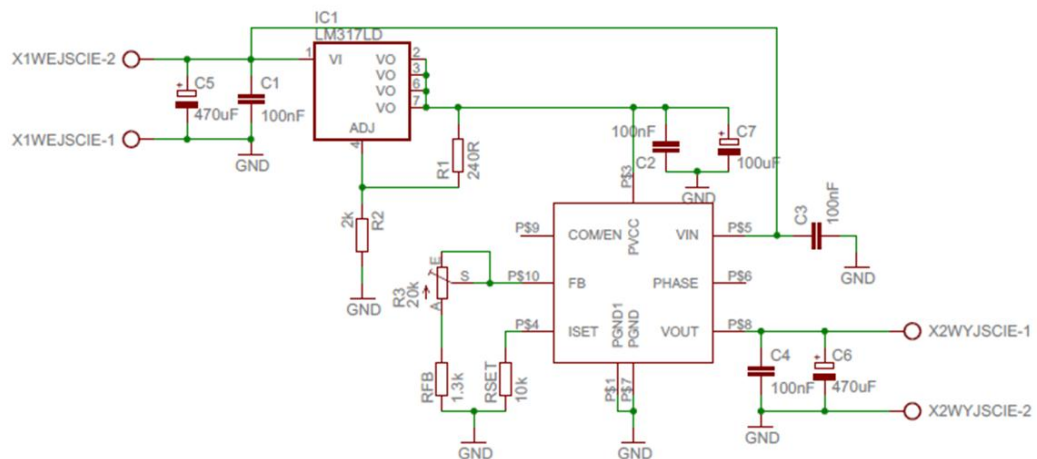 IC1
LM317LD
X1WEJSCIE-2
1
VI
VO
2
VO
3
VO
6
VO
7
ADJ
4
+
C5
470uF
C1
100nF
X1WEJSCIE-1
GND
R1
240R
100nF
C2
+
C7
100uF
GND
P$3
2k
R2
GND
P$9
COM/EN
PVCC
VIN
P$5
C3
100nF
GND
E
S
A
R3
20k
P$10
FB
PHASE
P$6
P$4
ISET
PGND1
PGND
VOUT
P$8
X2WYJSCIE-1
RFB
1.3k
RSET
10k
P$1
P$7
C4
100nF
+
C6
470uF
X2WYJSCIE-2
GND
GND
GND